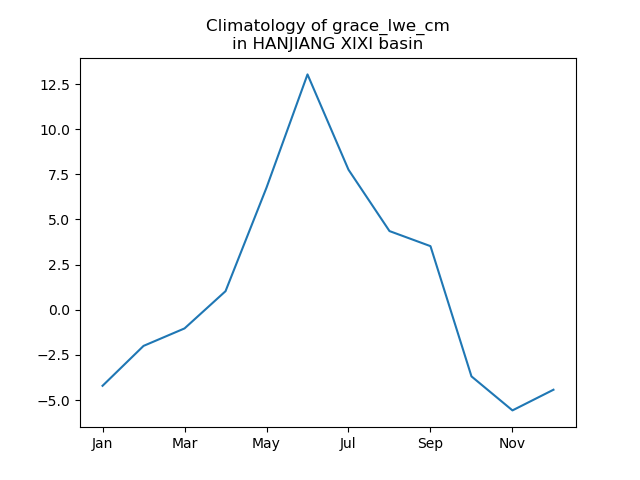 Climatology of grace_lwe_cm
in HANJIANG XIXI basin
12.5
10.0
7.5
5.0
2.5
0.0
−2.5
−5.0
Jan Mar May Jul Sep Nov